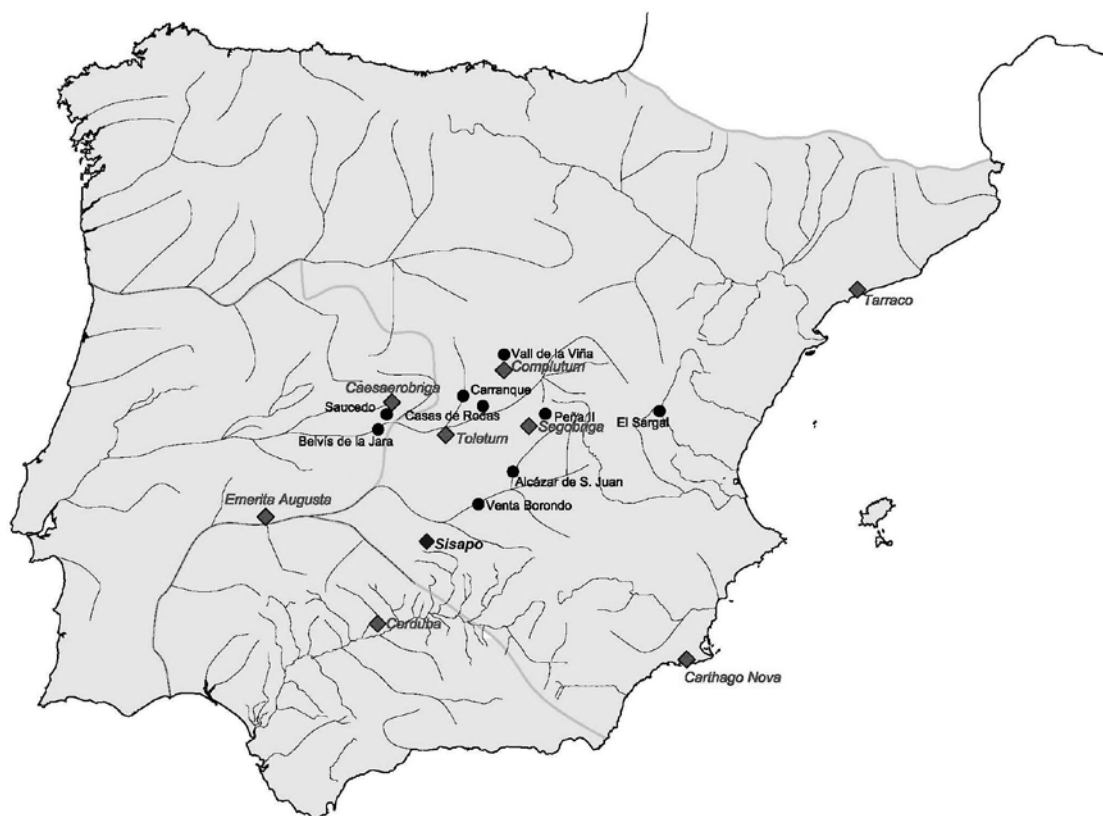 Tarraco
Vall de la Viña
Complutum
Caesaerobriga
Carranque
Saucedo
Casas de Rodas
Peña II
El Sargal
Segobriga
Toletum
Belvís de la Jara
Alcázar de S. Juan
Emerita Augusta
Venta Borondo
Sisapo
Corduba
Carthago Nova